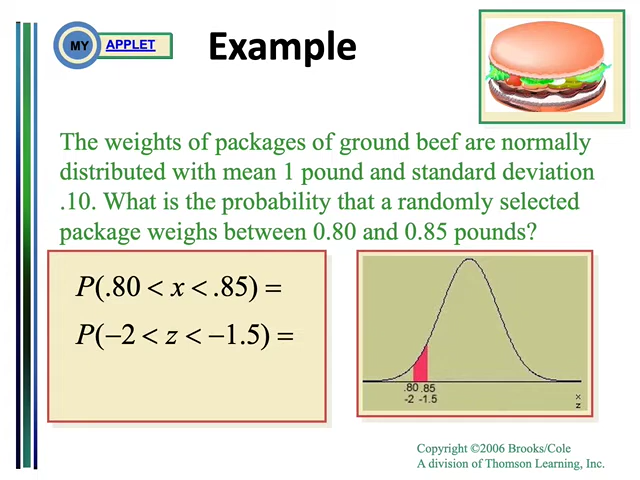 MY APPLET
Example
The weights of packages of ground beef are normally
distributed with mean 1 pound and standard deviation
.10. What is the probability that a randomly selected
package weighs between 0.80 and 0.85 pounds?
P(.80 < x < .85) =
P(−2 < z < −1.5) =
.80 .85
-2 -1.5
x
z
Copyright ©2006 Brooks/Cole
A division of Thomson Learning, Inc.